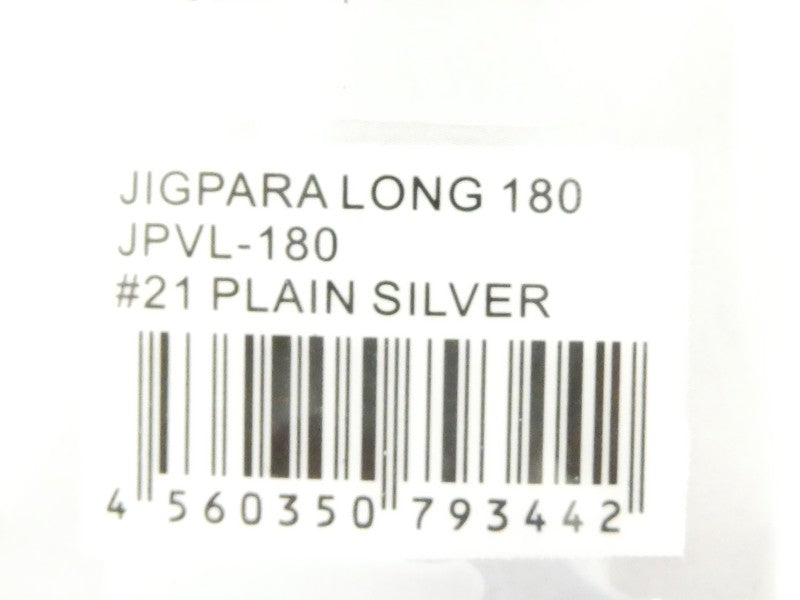 JIGPARA LONG 180
JPVL-180
#21 PLAIN SILVER
4 560350 793442